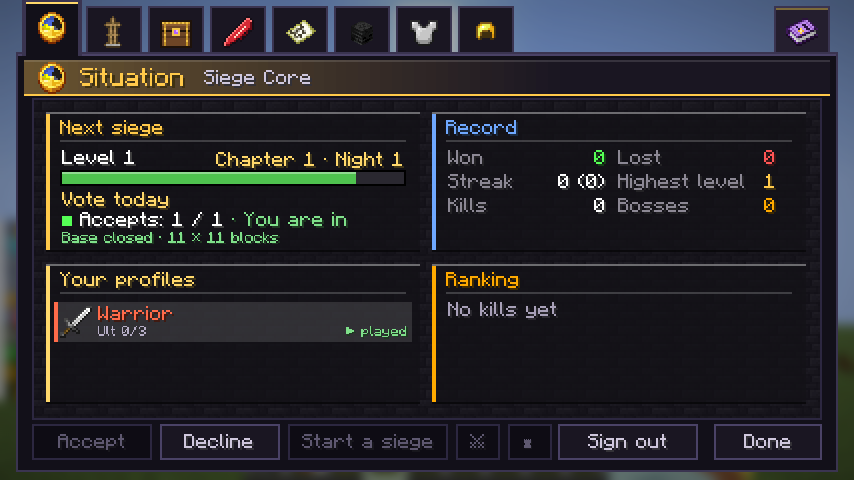 Situation Siege Core
Next siege
Level 1 Chapter 1 · Night 1
Vote today
Accepts: 1 / 1 · You are in
Base closed · 11 × 11 blocks
Record
Won 0 Lost 0
Streak 0 (0) Highest level 1
Kills 0 Bosses 0
Your profiles
Warrior
Ult 0/3 ▶ played
Ranking
No kills yet
Accept Decline Start a siege Sign out Done